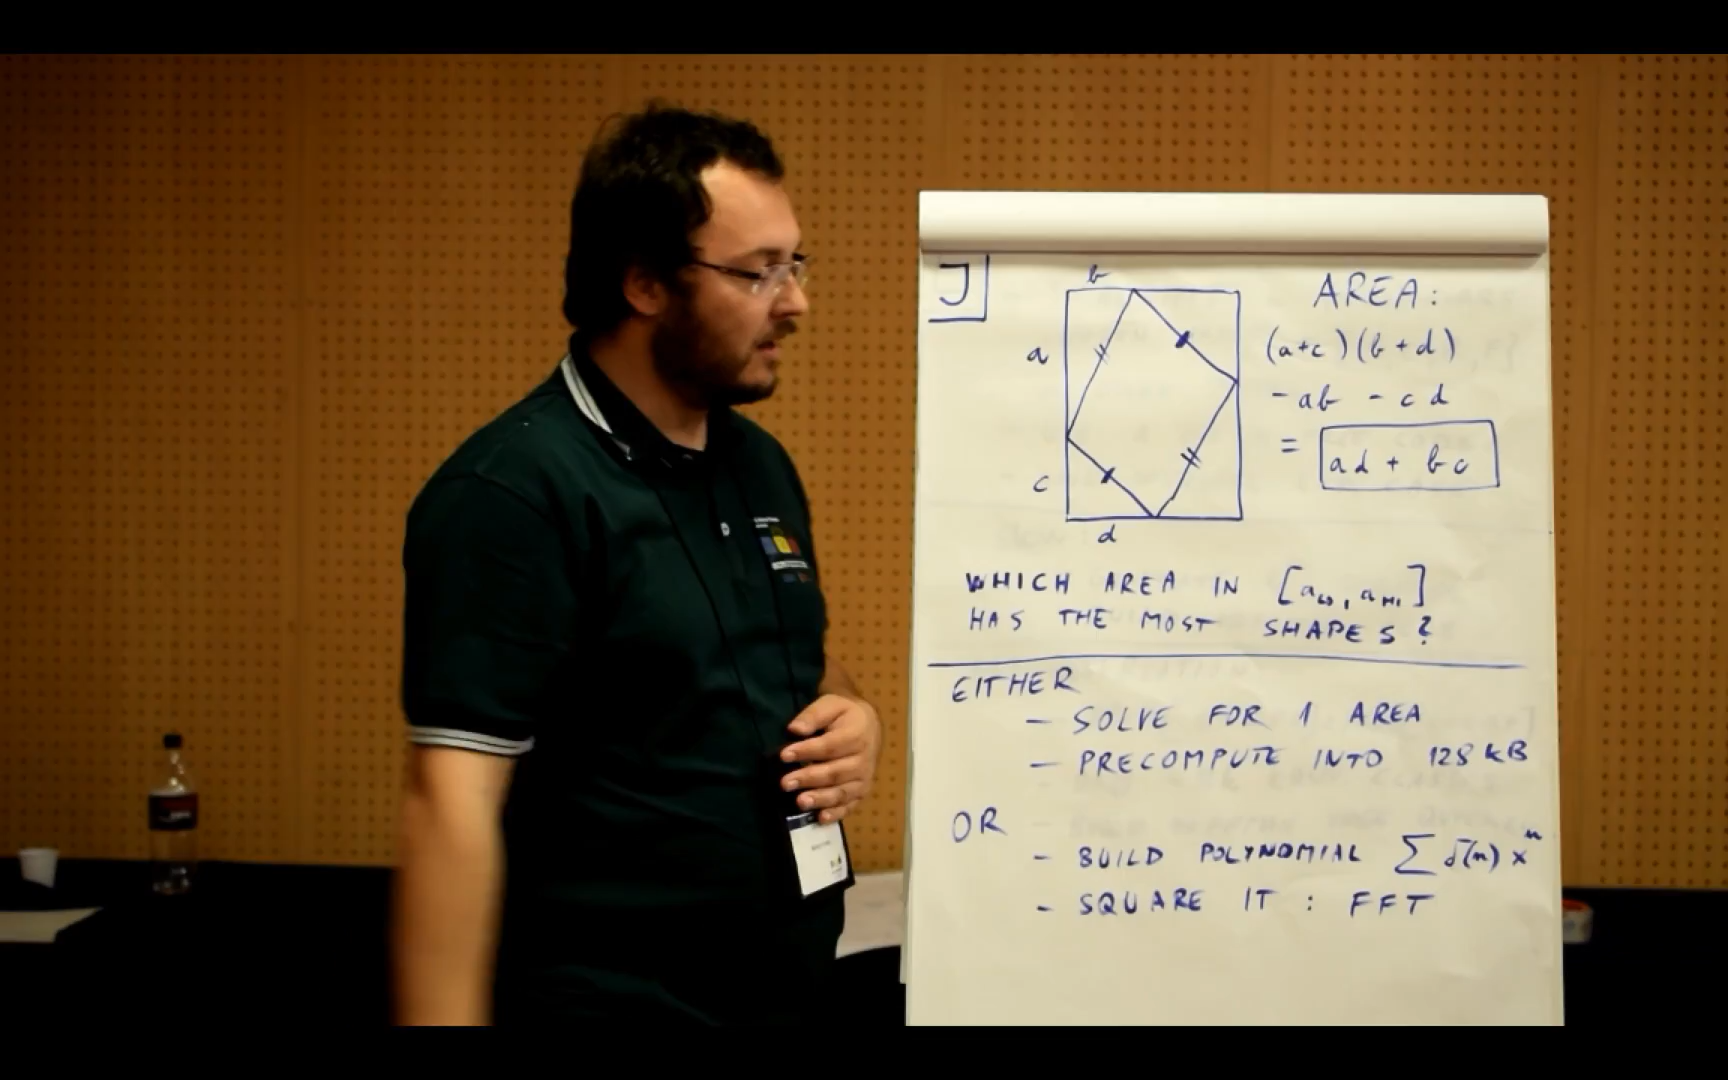 J
b
a
c
d
AREA:
(a+c)(b+d)
- ab - cd
= ad + bc
WHICH AREA IN [aLO, aHI]
HAS THE MOST SHAPES?
EITHER
- SOLVE FOR 1 AREA
- PRECOMPUTE INTO 128 kB
OR
- BUILD POLYNOMIAL ∑ σ(n) xⁿ
- SQUARE IT : FFT